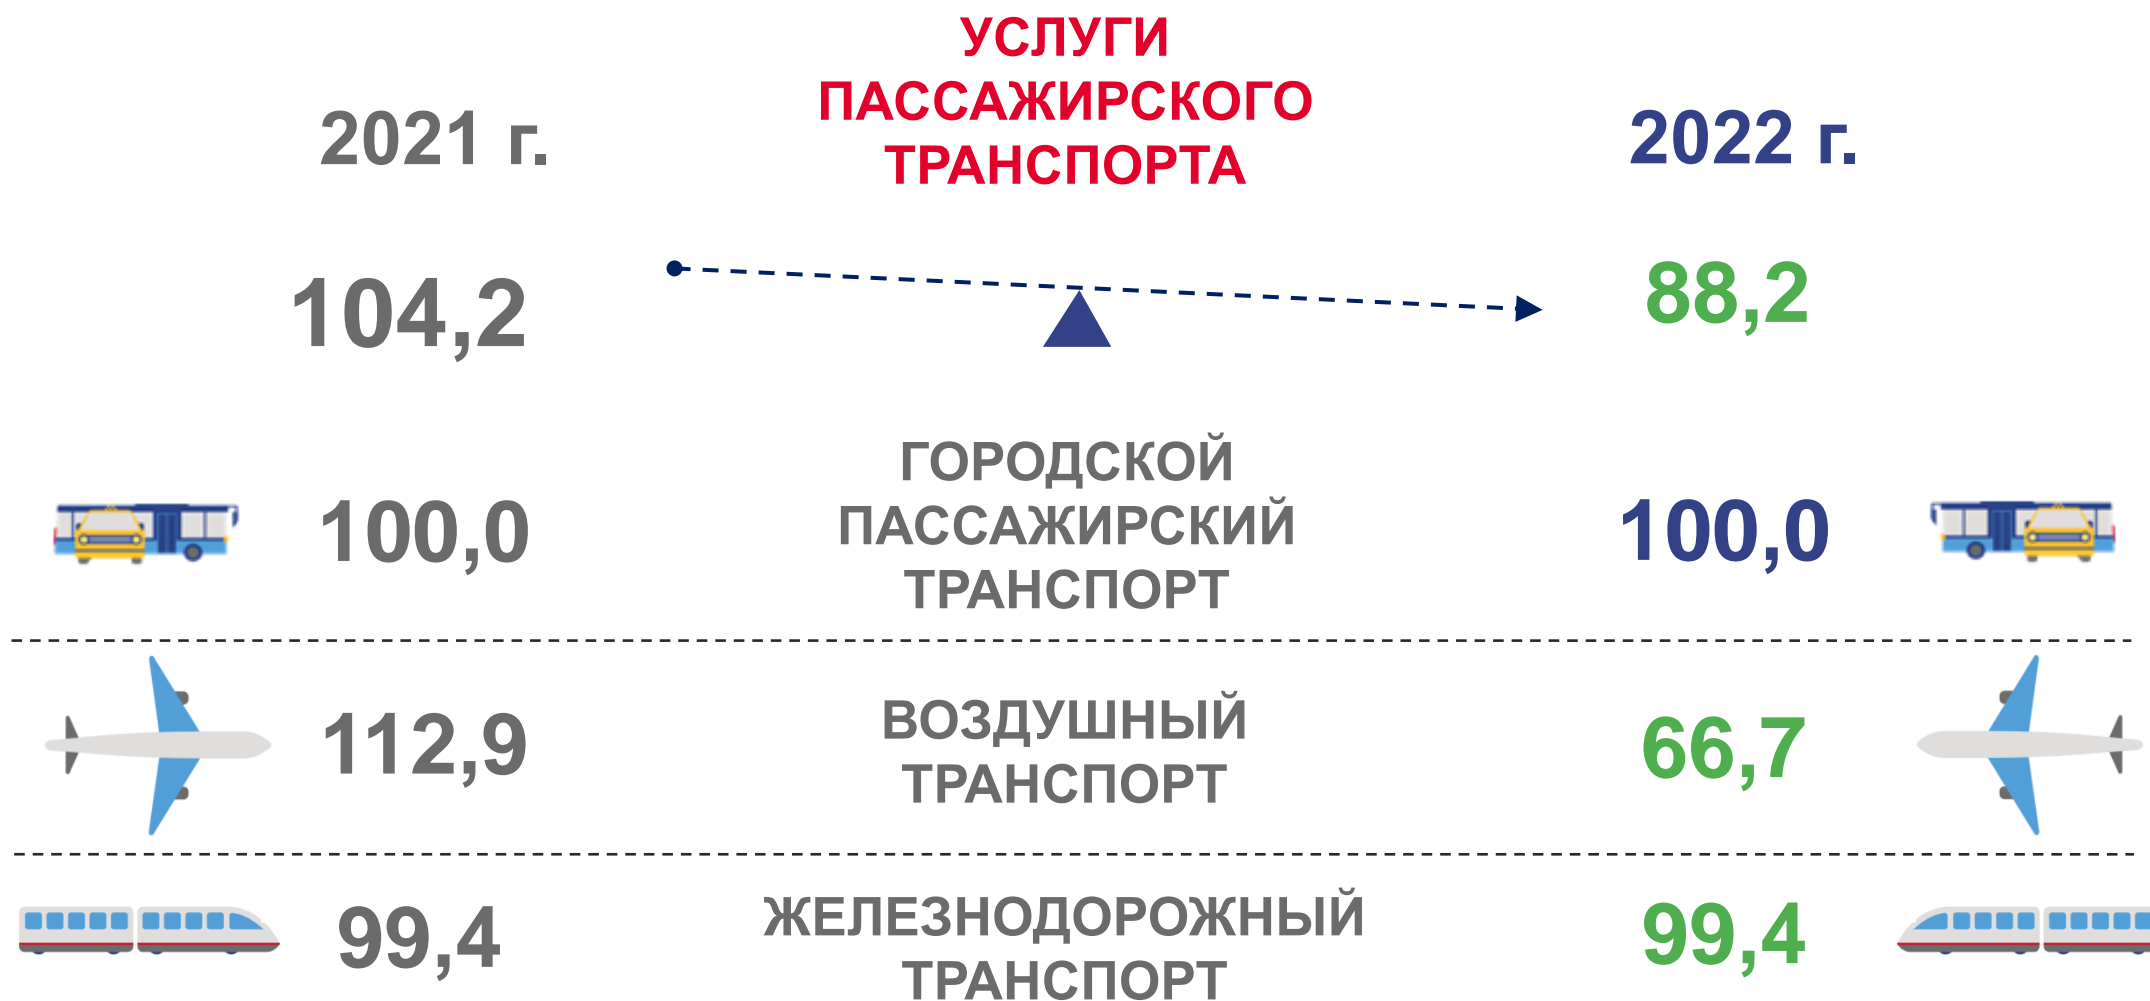 УСЛУГИ
ПАССАЖИРСКОГО
ТРАНСПОРТА
2021 г.
2022 г.
104,2
88,2
ГОРОДСКОЙ
ПАССАЖИРСКИЙ
ТРАНСПОРТ
100,0
100,0
ВОЗДУШНЫЙ
ТРАНСПОРТ
112,9
66,7
ЖЕЛЕЗНОДОРОЖНЫЙ
ТРАНСПОРТ
99,4
99,4